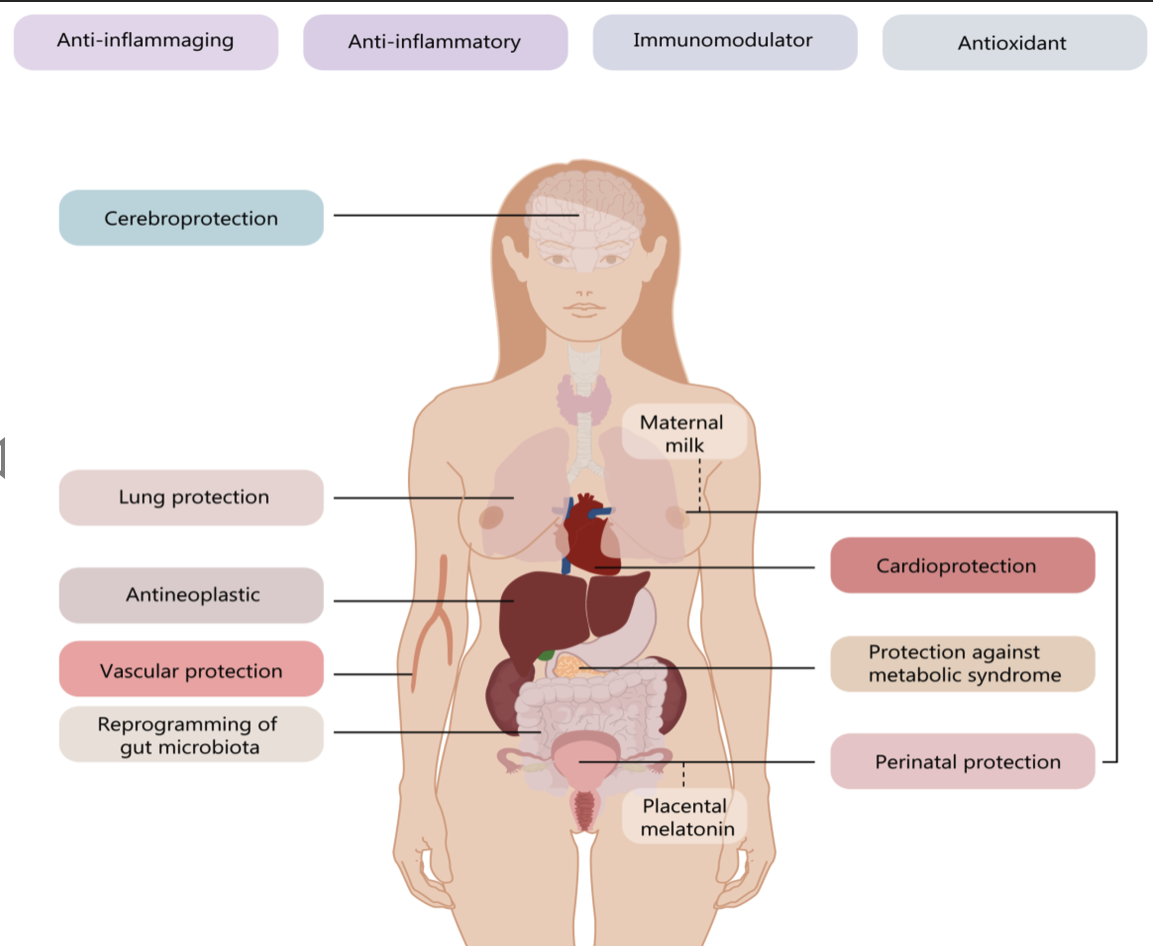 Anti-inflammaging
Anti-inflammatory
Immunomodulator
Antioxidant
Cerebroprotection
Maternal
milk
Lung protection
Cardioprotection
Antineoplastic
Vascular protection
Protection against
metabolic syndrome
Reprogramming of
gut microbiota
Perinatal protection
Placental
melatonin